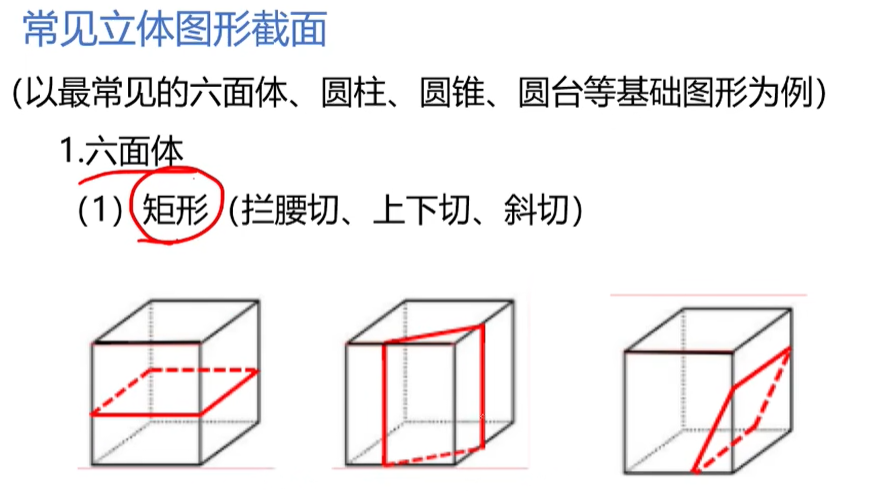 常见立体图形截面
(以最常见的六面体、圆柱、圆锥、圆台等基础图形为例)
1.六面体
(1)矩形(拦腰切、上下切、斜切)